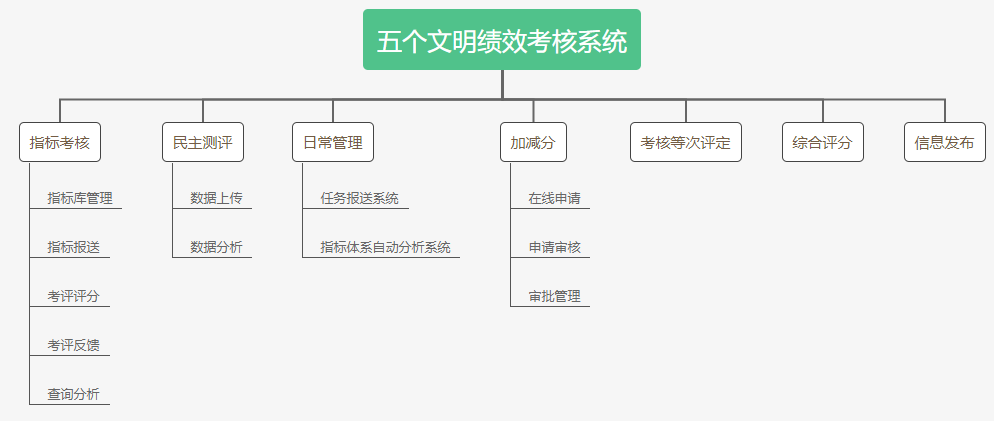 五个文明绩效考核系统
指标考核
民主测评
日常管理
加减分
考核等次评定
综合评分
信息发布
指标库管理
指标报送
考评评分
考评反馈
查询分析
数据上传
数据分析
任务报送系统
指标体系自动分析系统
在线申请
申请审核
审批管理